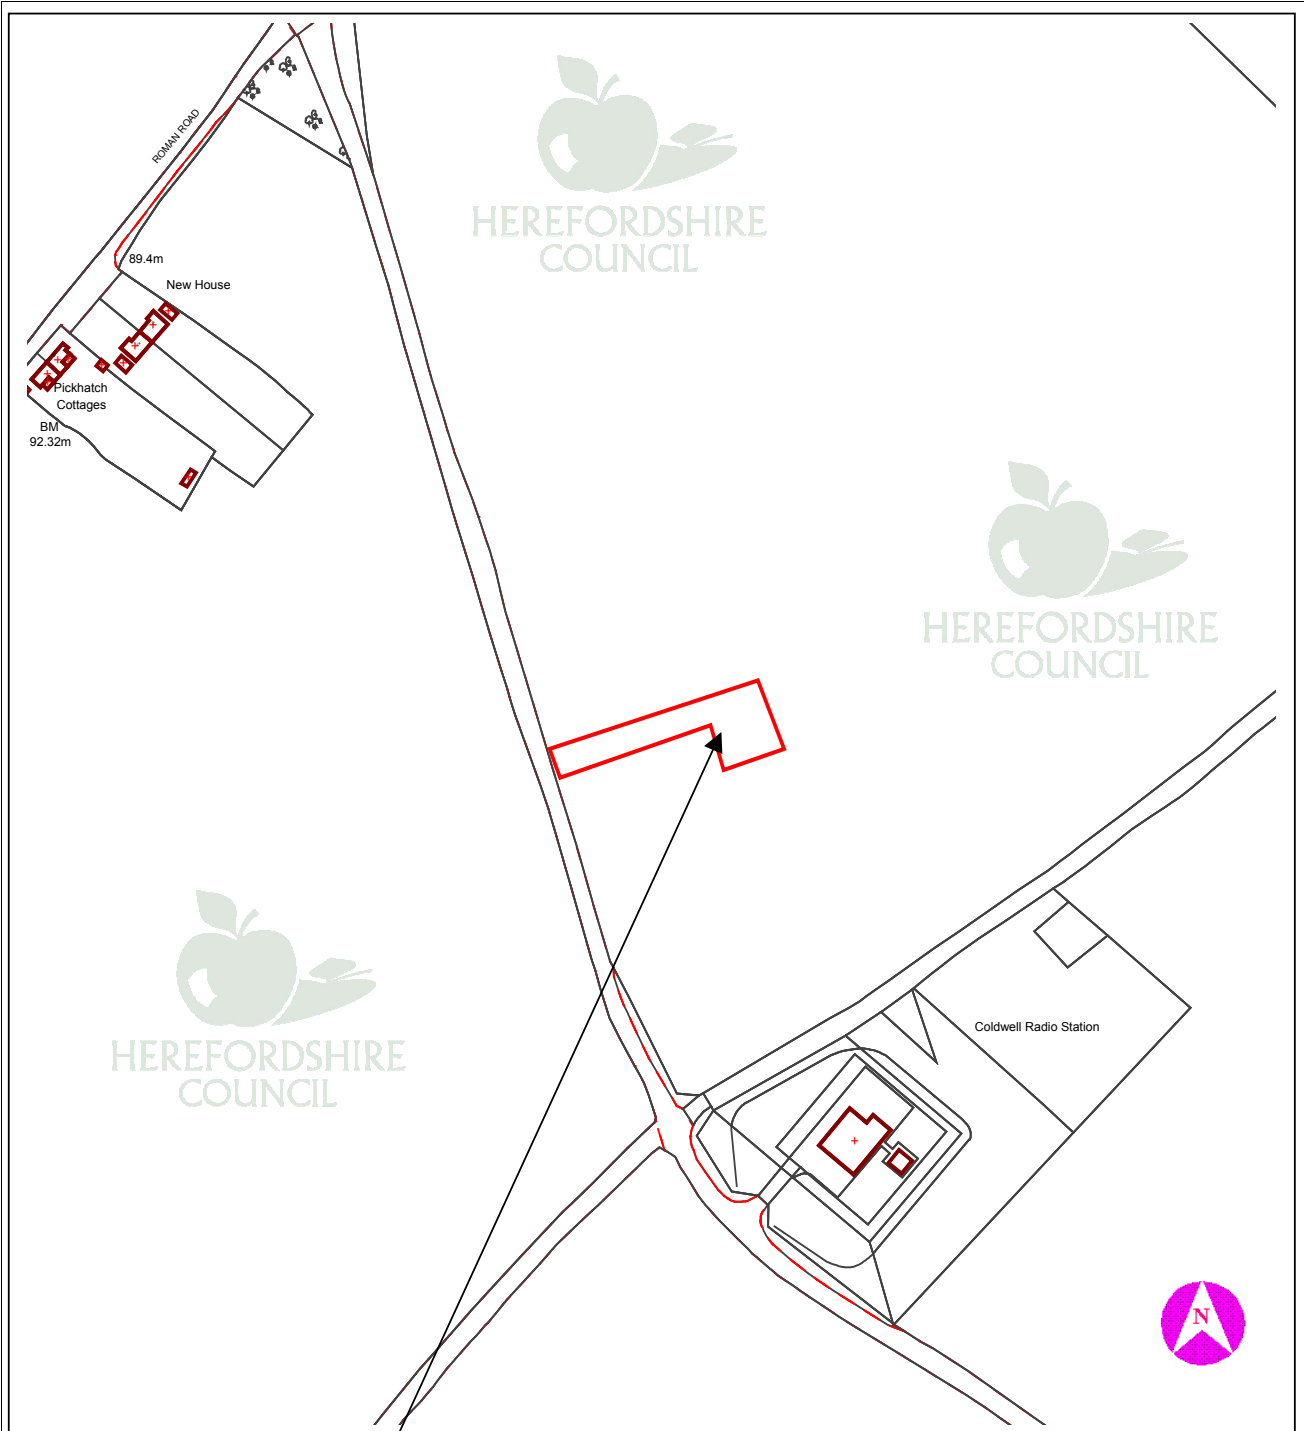 HEREFORDSHIRE
COUNCIL
ROMAN ROAD
89.4m
New House
Pickhatch
Cottages
BM
92.32m
HEREFORDSHIRE
COUNCIL
HEREFORDSHIRE
COUNCIL
Coldwell Radio Station
N